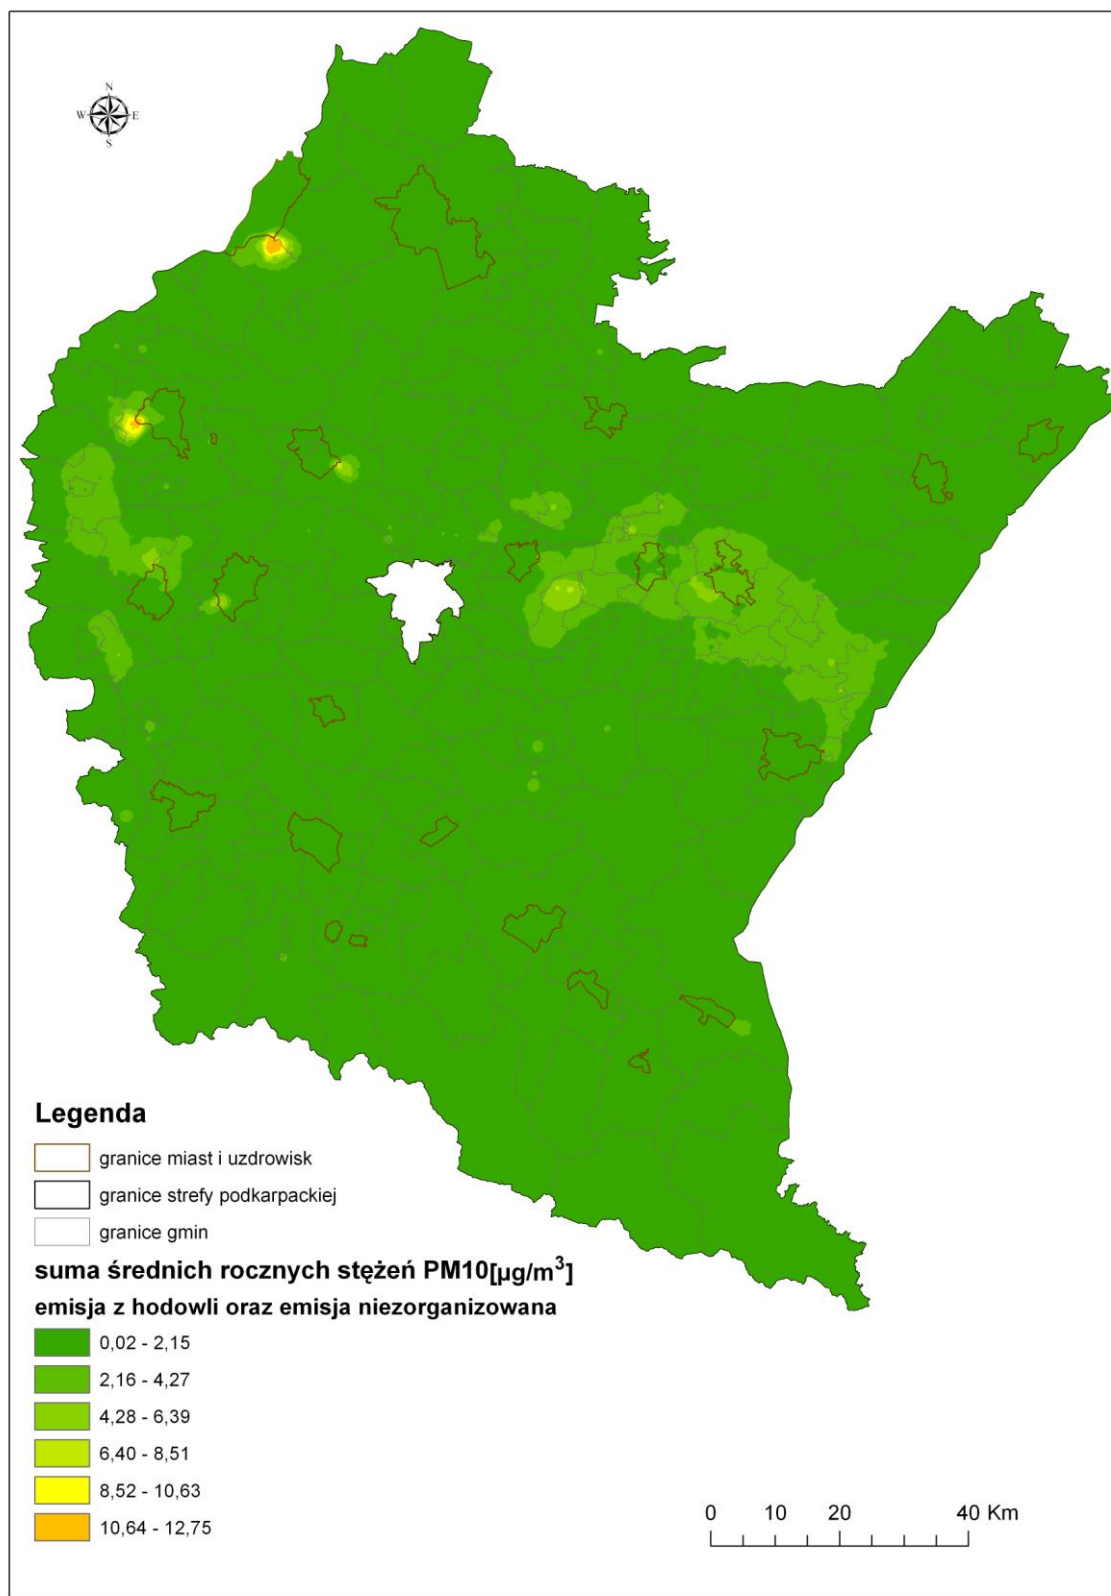 N
W E
S
Legenda
granice miast i uzdrowisk
granice strefy podkarpackiej
granice gmin
suma średnich rocznych stężeń PM10[µg/m³]
emisja z hodowli oraz emisja niezorganizowana
0,02 - 2,15
2,16 - 4,27
4,28 - 6,39
6,40 - 8,51
8,52 - 10,63
10,64 - 12,75
0 10 20 40 Km